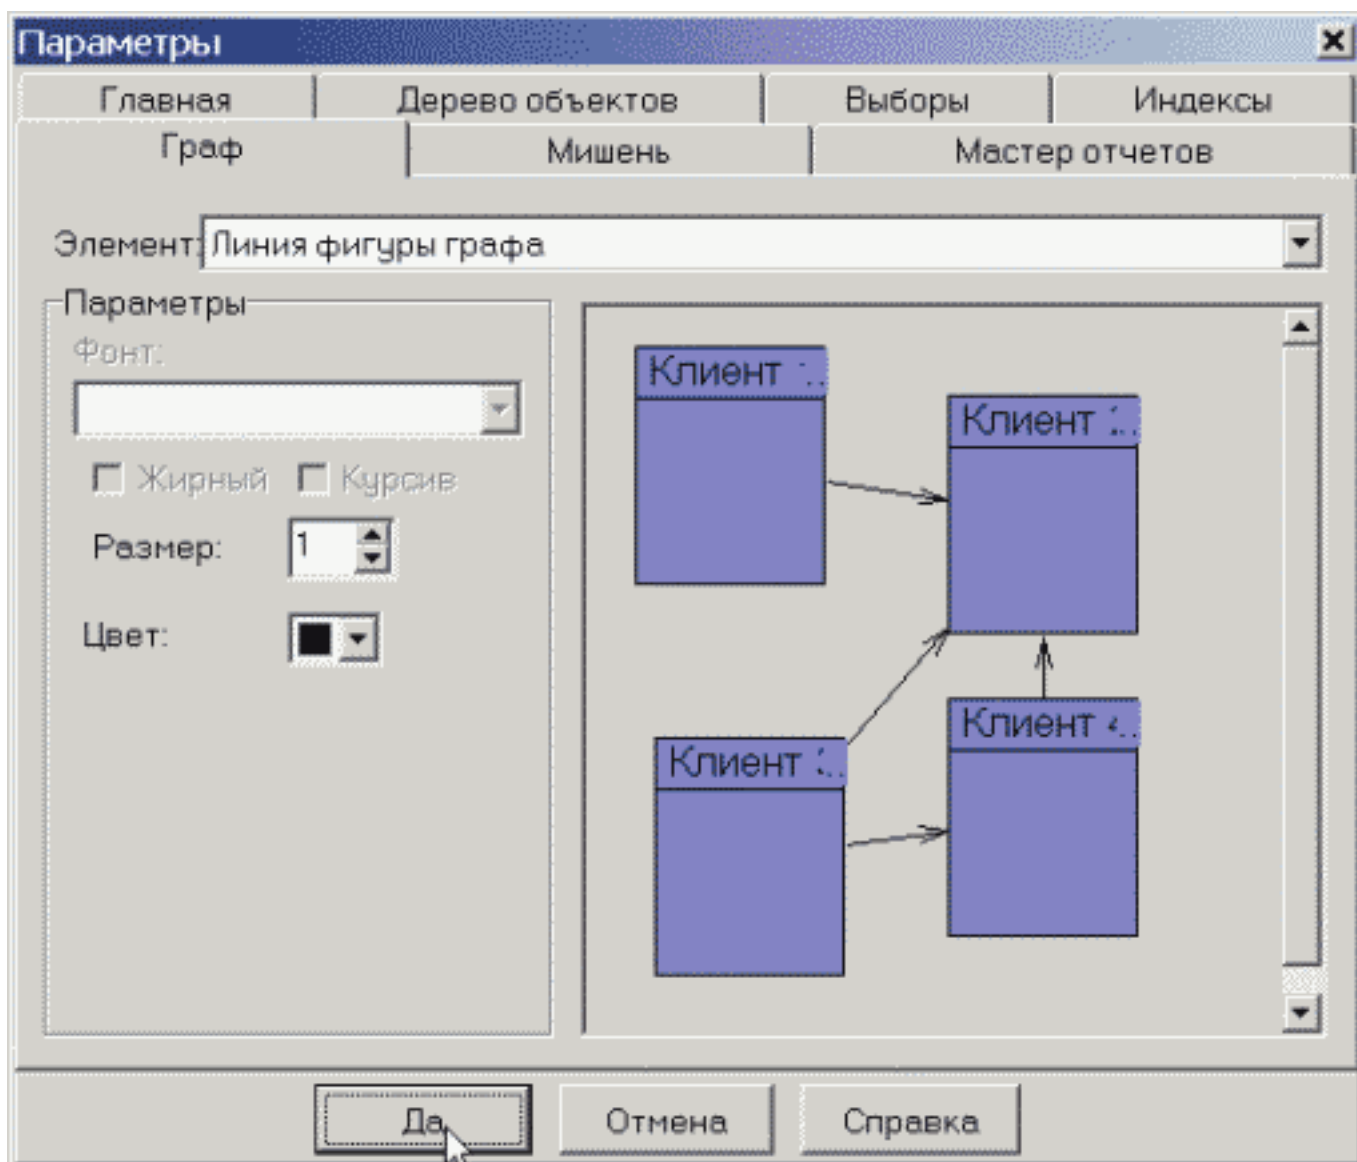 Параметры
Главная Дерево объектов Выборы Индексы
Граф Мишень Мастер отчетов
Элемент: Линия фигуры графа
Параметры
Фонт:
Жирный Курсив
Размер: 1
Цвет:
Клиент
Клиент
Клиент
Клиент
Да Отмена Справка